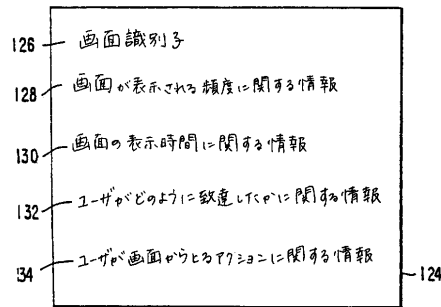 126 画面識別子
128 画面が表示される頻度に関する情報
130 画面の表示時間に関する情報
132 ユーザがどのように致達したかに関する情報
134 ユーザが画面からとるアクションに関する情報
124